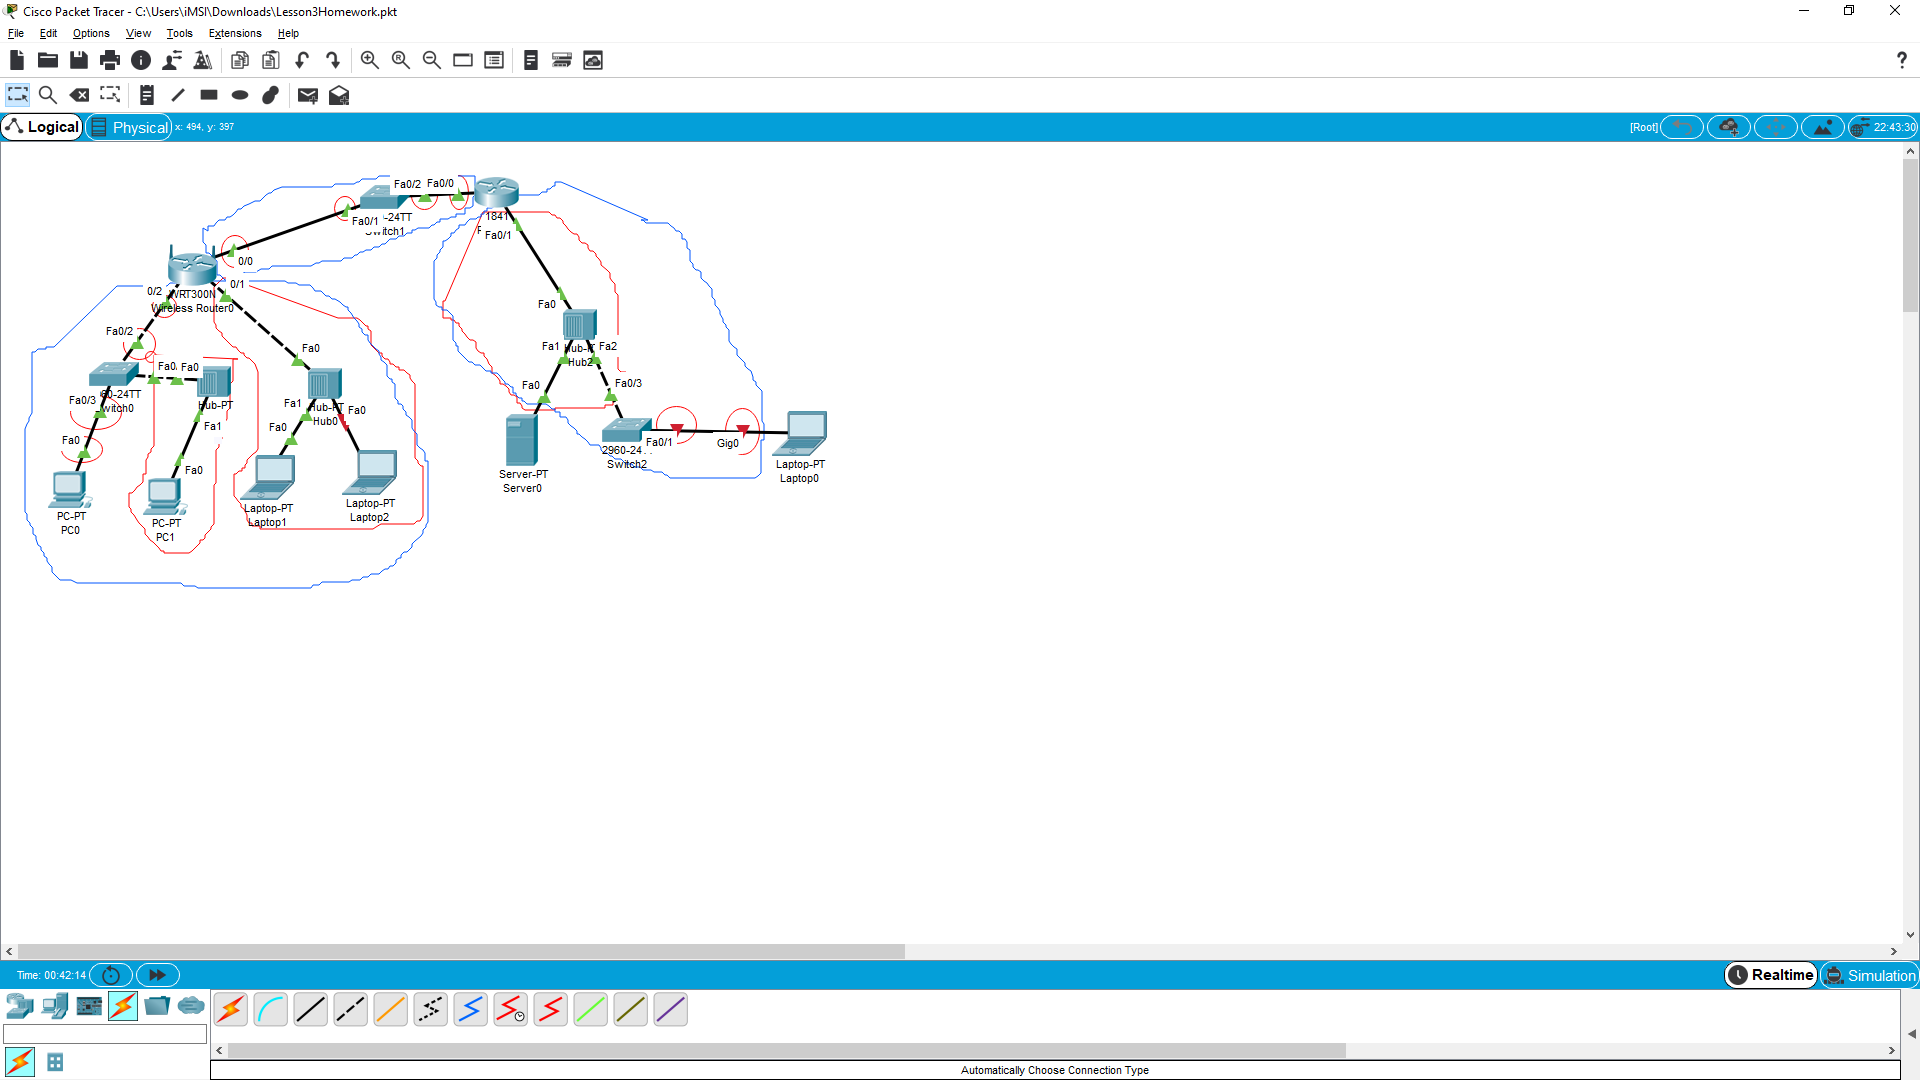 Cisco Packet Tracer - C:\Users\iMSI\Downloads\Lesson3Homework.pkt
File Edit Options View Tools Extensions Help
?
Logical Physical x: 494, y: 397 [Root] 22:43:30
Fa0/2 Fa0/0
Fa0/1 -24TT 1841
Switch1 Fa0/1
0/0
0/1
0/2 WRT300N
Wireless Router0
Fa0
Fa0/2
Fa0 Fa1 Hub-PT Fa2
Hub2
Fa0 Fa0
Fa0 Fa0/3
60-24TT
Fa0/3 Switch0 Hub-PT
Fa1 Hub-PT Fa0
Hub0
Fa1
Fa0 Fa0
Fa0/1 Gig0
2960-24..
Switch2
Laptop-PT
Laptop0
Fa0
Server-PT
Server0
PC-PT
PC0
PC-PT
PC1
Laptop-PT
Laptop1
Laptop-PT
Laptop2
Time: 00:42:14 Realtime Simulation
Automatically Choose Connection Type